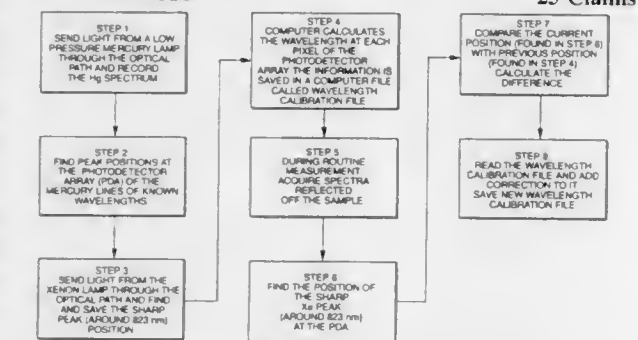 25 Claims
STEP 1
SEND LIGHT FROM A LOW
PRESSURE MERCURY LAMP
THROUGH THE OPTICAL
PATH AND RECORD
THE Hg SPECTRUM
STEP 2
FIND PEAK POSITIONS AT
THE PHOTODETECTOR
ARRAY (PDA) OF THE
MERCURY LINES OF KNOWN
WAVELENGTHS
STEP 3
SEND LIGHT FROM THE
XENON LAMP THROUGH THE
OPTICAL PATH AND FIND
AND SAVE THE SHARP
PEAK (AROUND 823 nm)
POSITION
STEP 4
COMPUTER CALCULATES
THE WAVELENGTH AT EACH
PIXEL OF THE
PHOTODETECTOR
ARRAY THE INFORMATION IS
SAVED IN A COMPUTER FILE
CALLED WAVELENGTH
CALIBRATION FILE
STEP 5
DURING ROUTINE
MEASUREMENT
ACQUIRE SPECTRA
REFLECTED
OFF THE SAMPLE
STEP 6
FIND THE POSITION OF
THE SHARP
Xe PEAK
(AROUND 823 nm)
AT THE PDA
STEP 7
COMPARE THE CURRENT
POSITION (FOUND IN STEP 6)
WITH PREVIOUS POSITION
(FOUND IN STEP 4)
CALCULATE THE
DIFFERENCE
STEP 8
READ THE WAVELENGTH
CALIBRATION FILE AND ADD
CORRECTION TO IT
SAVE NEW WAVELENGTH
CALIBRATION FILE